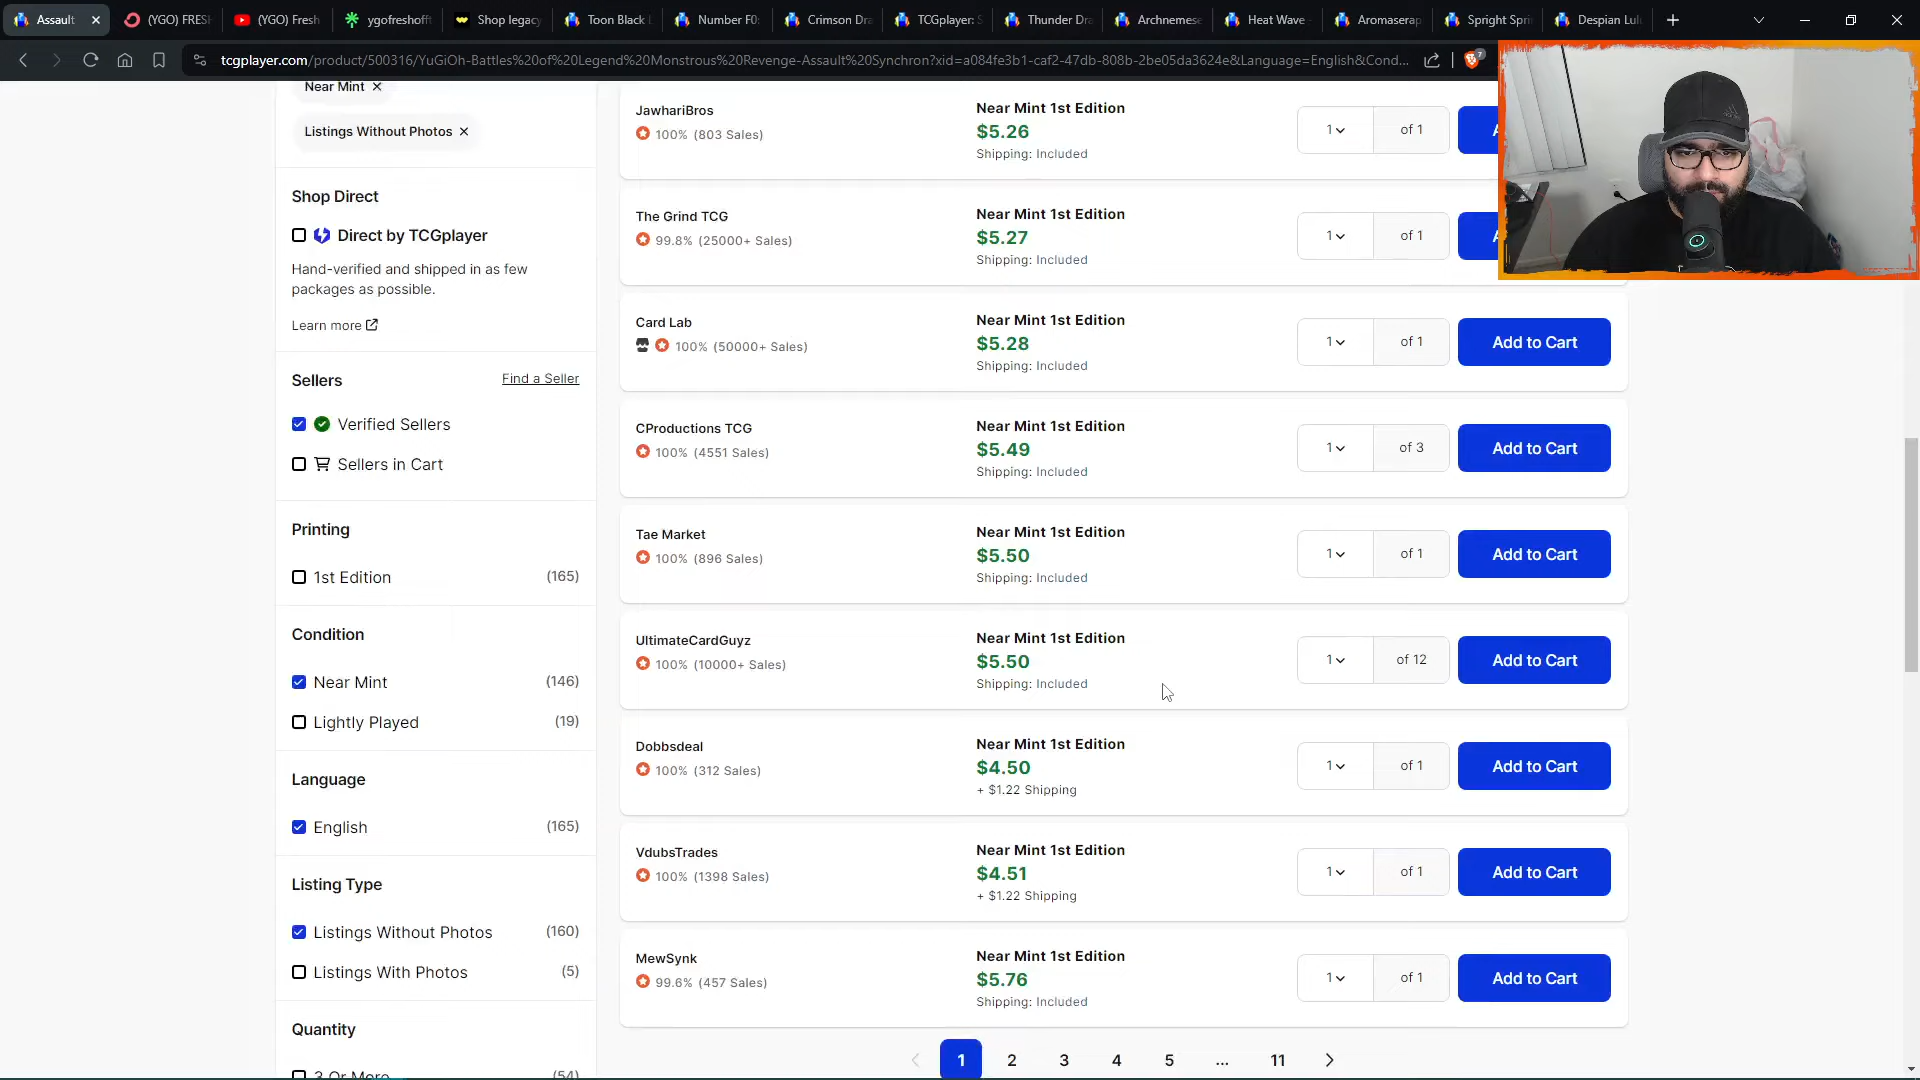 Assault
(YGO) FRES
(YGO) Fresh
ygofreshofft
Shop legacy
Toon Black
Number F0:
Crimson Dra
TCGplayer: S
Thunder Dra
Archnemese
Heat Wave
Aromaserap
Spright Spri
Despian Lul
tcgplayer.com/product/500316/YuGiOh-Battles%20of%20Legend%20Monstrous%20Revenge-Assault%20Synchron?xid=a084fe3b1-caf2-47db-808b-2be05da3624e&Language=English&Cond...
7
Near Mint ×
Listings Without Photos ×
Shop Direct
Direct by TCGplayer
Hand-verified and shipped in as few
packages as possible.
Learn more
Sellers
Find a Seller
Verified Sellers
Sellers in Cart
Printing
1st Edition (165)
Condition
Near Mint (146)
Lightly Played (19)
Language
English (165)
Listing Type
Listings Without Photos (160)
Listings With Photos (5)
Quantity
3 Or More (54)
JawhariBros
100% (803 Sales)
Near Mint 1st Edition
$5.26
Shipping: Included
1
of 1
A
The Grind TCG
99.8% (25000+ Sales)
Near Mint 1st Edition
$5.27
Shipping: Included
1
of 1
A
Card Lab
100% (50000+ Sales)
Near Mint 1st Edition
$5.28
Shipping: Included
1
of 1
Add to Cart
CProductions TCG
100% (4551 Sales)
Near Mint 1st Edition
$5.49
Shipping: Included
1
of 3
Add to Cart
Tae Market
100% (896 Sales)
Near Mint 1st Edition
$5.50
Shipping: Included
1
of 1
Add to Cart
UltimateCardGuyz
100% (10000+ Sales)
Near Mint 1st Edition
$5.50
Shipping: Included
1
of 12
Add to Cart
Dobbsdeal
100% (312 Sales)
Near Mint 1st Edition
$4.50
+ $1.22 Shipping
1
of 1
Add to Cart
VdubsTrades
100% (1398 Sales)
Near Mint 1st Edition
$4.51
+ $1.22 Shipping
1
of 1
Add to Cart
MewSynk
99.6% (457 Sales)
Near Mint 1st Edition
$5.76
Shipping: Included
1
of 1
Add to Cart
1 2 3 4 5 ... 11